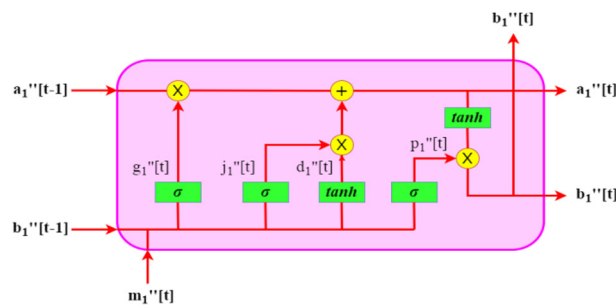 b₁''[t]
a₁''[t-1]
X
+
a₁''[t]
tanh
X
p₁''[t]
X
g₁''[t]
j₁''[t]
d₁''[t]
σ
σ
tanh
σ
b₁''[t]
b₁''[t-1]
m₁''[t]